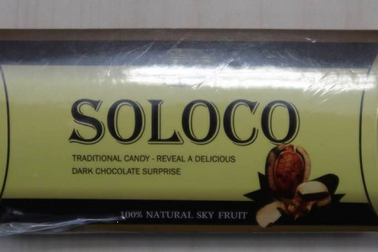 SOLOCO
TRADITIONAL CANDY - REVEAL A DELICIOUS
DARK CHOCOLATE SURPRISE
100% NATURAL SKY FRUIT